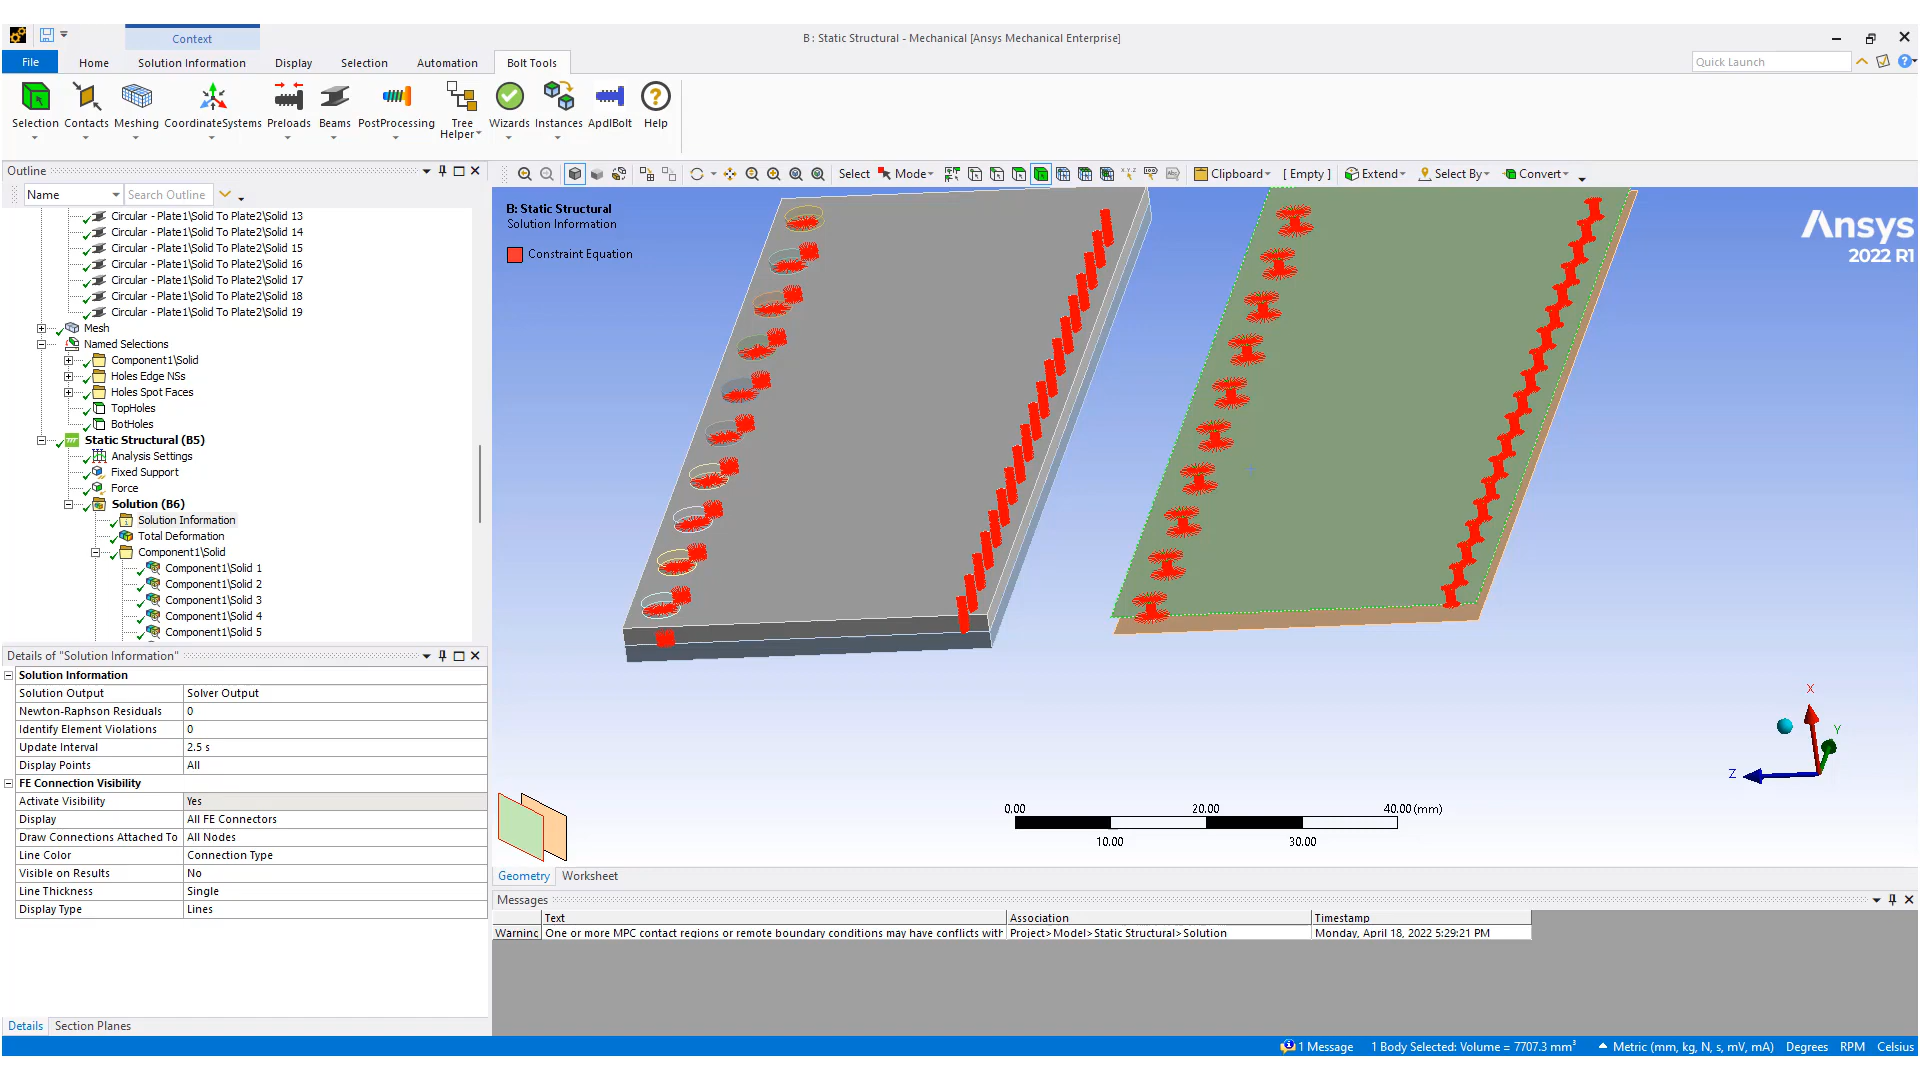 Context
B: Static Structural - Mechanical [Ansys Mechanical Enterprise]
File Home Solution Information Display Selection Automation Bolt Tools
Quick Launch
Selection Contacts Meshing CoordinateSystems Preloads Beams PostProcessing Tree Helper Wizards Instances ApdlBolt Help
Outline
Name Search Outline
Select Mode Clipboard [ Empty ] Extend Select By Convert
Circular - Plate1\Solid To Plate2\Solid 13
Circular - Plate1\Solid To Plate2\Solid 14
Circular - Plate1\Solid To Plate2\Solid 15
Circular - Plate1\Solid To Plate2\Solid 16
Circular - Plate1\Solid To Plate2\Solid 17
Circular - Plate1\Solid To Plate2\Solid 18
Circular - Plate1\Solid To Plate2\Solid 19
Mesh
Named Selections
Component1\Solid
Holes Edge NSs
Holes Spot Faces
TopHoles
BotHoles
Static Structural (B5)
Analysis Settings
Fixed Support
Force
Solution (B6)
Solution Information
Total Deformation
Component1\Solid
Component1\Solid 1
Component1\Solid 2
Component1\Solid 3
Component1\Solid 4
Component1\Solid 5
Details of "Solution Information"
Solution Information
Solution Output Solver Output
Newton-Raphson Residuals 0
Identify Element Violations 0
Update Interval 2.5 s
Display Points All
FE Connection Visibility
Activate Visibility Yes
Display All FE Connectors
Draw Connections Attached To All Nodes
Line Color Connection Type
Visible on Results No
Line Thickness Single
Display Type Lines
Details Section Planes
B: Static Structural
Solution Information
Constraint Equation
Ansys
2022 R1
X
Y
Z
0.00 20.00 40.00 (mm)
10.00 30.00
Geometry Worksheet
Messages
Text Association Timestamp
Warninc One or more MPC contact regions or remote boundary conditions may have conflicts with Project>Model>Static Structural>Solution Monday, April 18, 2022 5:29:21 PM
1 Message 1 Body Selected: Volume = 7707.3 mm³ Metric (mm, kg, N, s, mV, mA) Degrees RPM Celsius